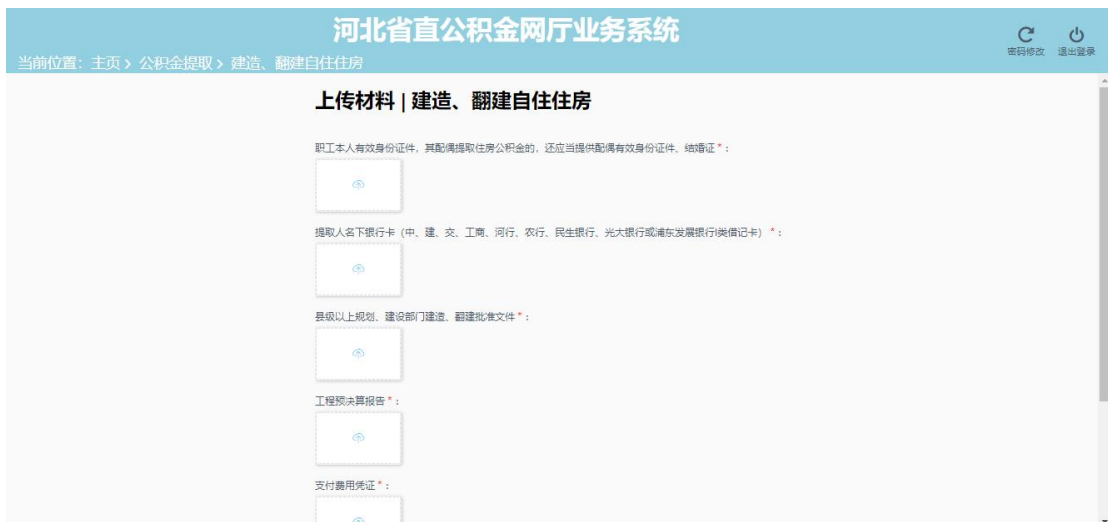 河北省直公积金网厅业务系统
密码修改 退出登录
当前位置：主页 > 公积金提取 > 建造、翻建自住住房
上传材料 | 建造、翻建自住住房
职工本人有效身份证件，其配偶提取住房公积金的，还应当提供配偶有效身份证件、结婚证 * ：
提取人名下银行卡（中、建、交、工商、河行、农行、民生银行、光大银行或浦东发展银行I类借记卡） * ：
县级以上规划、建设部门建造、翻建批准文件 * ：
工程预决算报告 * ：
支付费用凭证 * ：